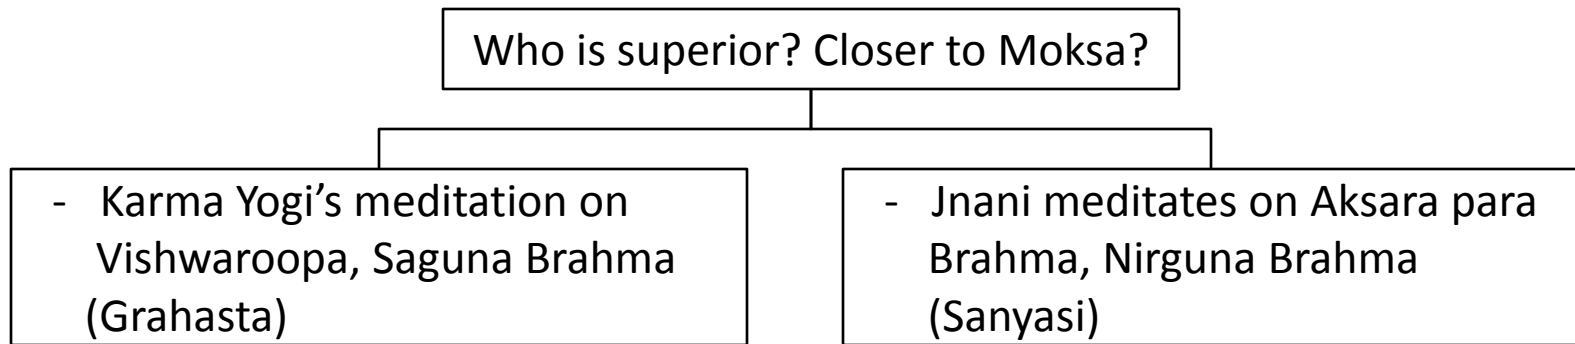 Who is superior? Closer to Moksa?
- Karma Yogi’s meditation on
Vishwaroopa, Saguna Brahma
(Grahasta)
- Jnani meditates on Aksara para
Brahma, Nirguna Brahma
(Sanyasi)